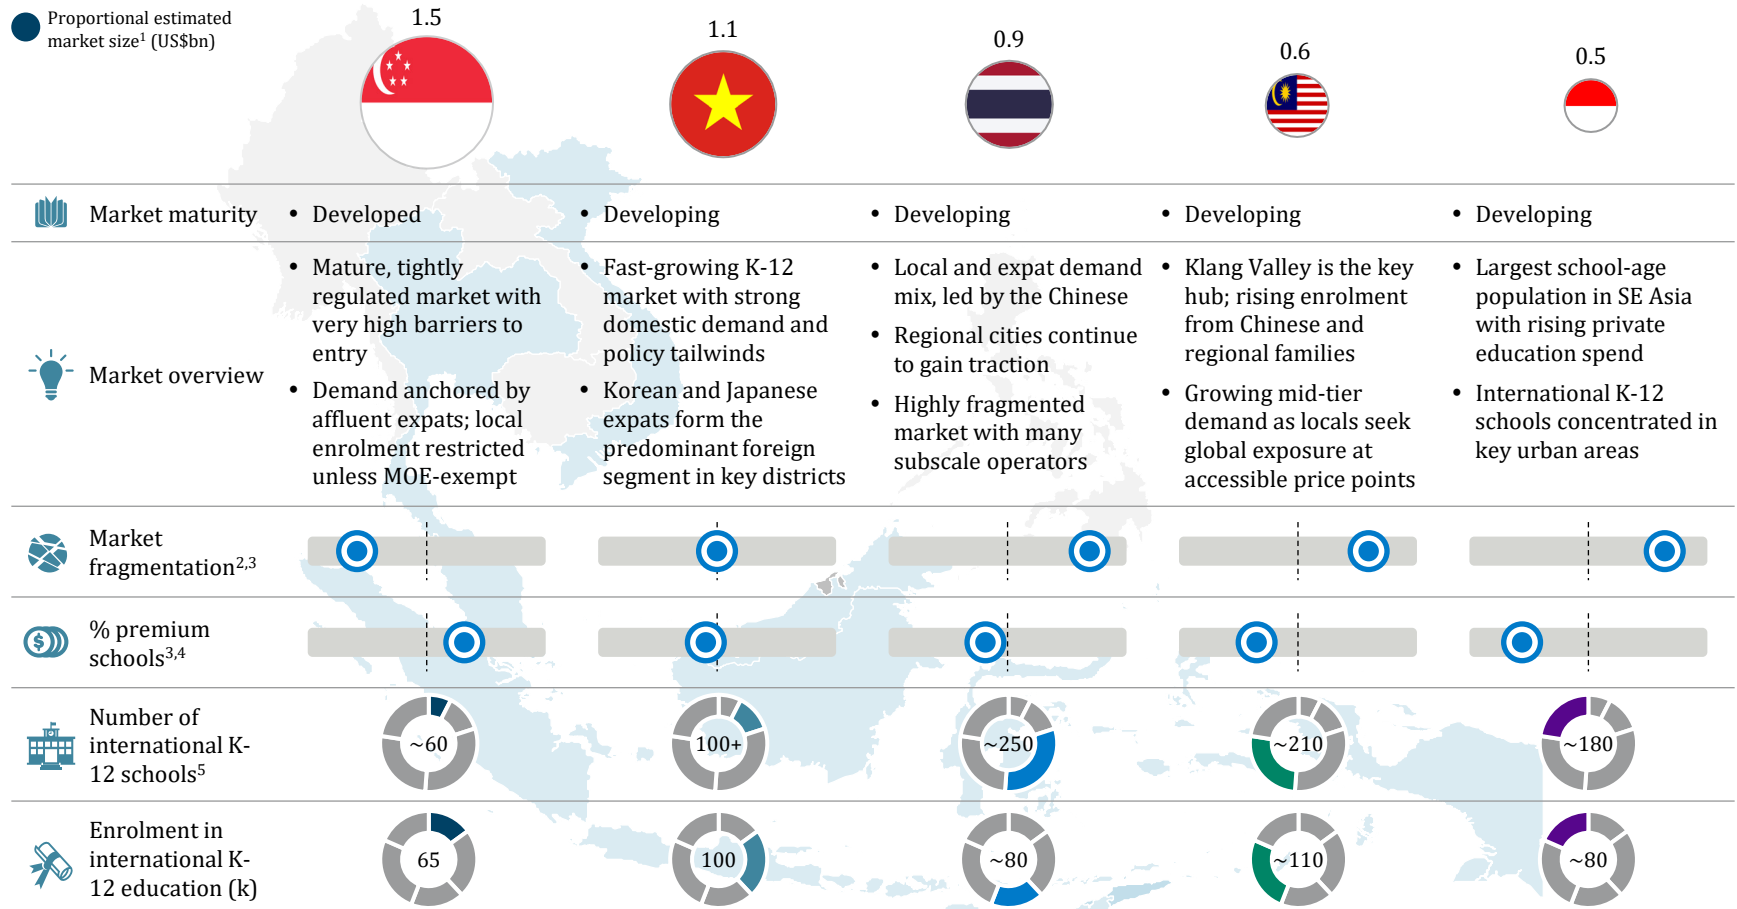 Proportional estimated
market size1 (US$bn)
1.5
1.1
0.9
0.6
0.5
Market maturity
• Developed
• Developing
• Developing
• Developing
• Developing
Market overview
• Mature, tightly
regulated market with
very high barriers to
entry
• Demand anchored by
affluent expats; local
enrolment restricted
unless MOE-exempt
• Fast-growing K-12
market with strong
domestic demand and
policy tailwinds
• Korean and Japanese
expats form the
predominant foreign
segment in key districts
• Local and expat demand
mix, led by the Chinese
• Regional cities continue
to gain traction
• Highly fragmented
market with many
subscale operators
• Klang Valley is the key
hub; rising enrolment
from Chinese and
regional families
• Growing mid-tier
demand as locals seek
global exposure at
accessible price points
• Largest school-age
population in SE Asia
with rising private
education spend
• International K-12
schools concentrated in
key urban areas
Market
fragmentation2,3
% premium
schools3,4
Number of
international K-
12 schools5
~60
100+
~250
~210
~180
Enrolment in
international K-
12 education (k)
65
100
~80
~110
~80